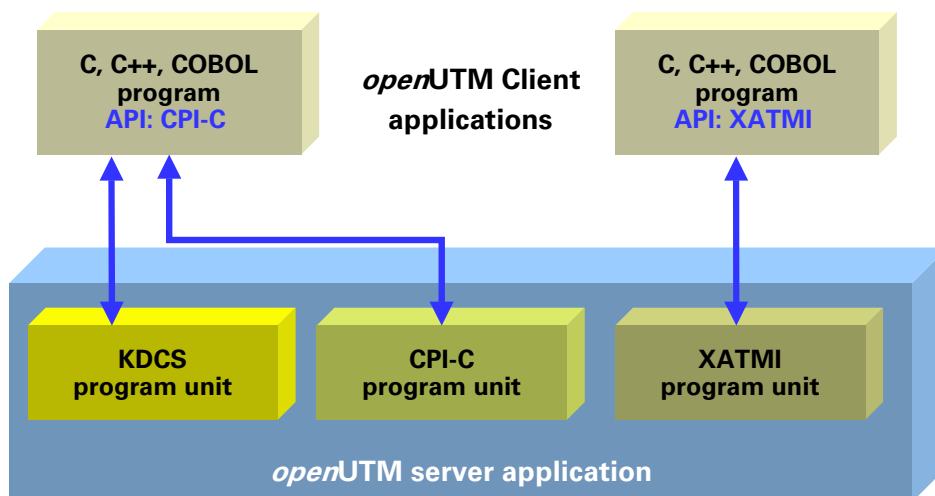 C, C++, COBOL
program
API: CPI-C
openUTM Client
applications
C, C++, COBOL
program
API: XATMI
KDCS
program unit
CPI-C
program unit
XATMI
program unit
openUTM server application